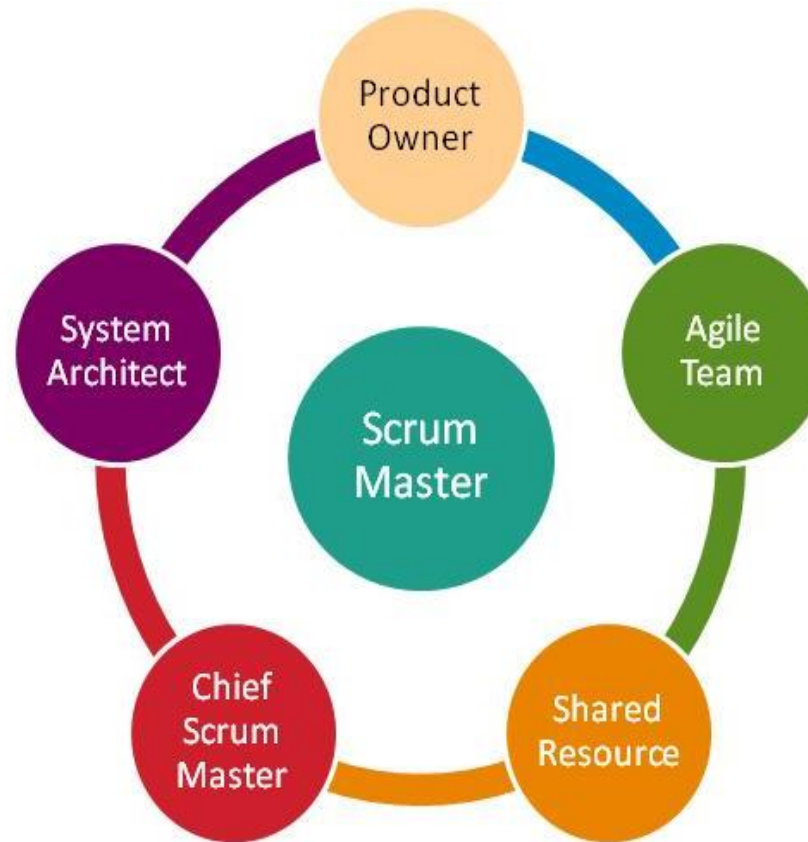 Product
Owner
System
Architect
Agile
Team
Scrum
Master
Chief
Scrum
Master
Shared
Resource